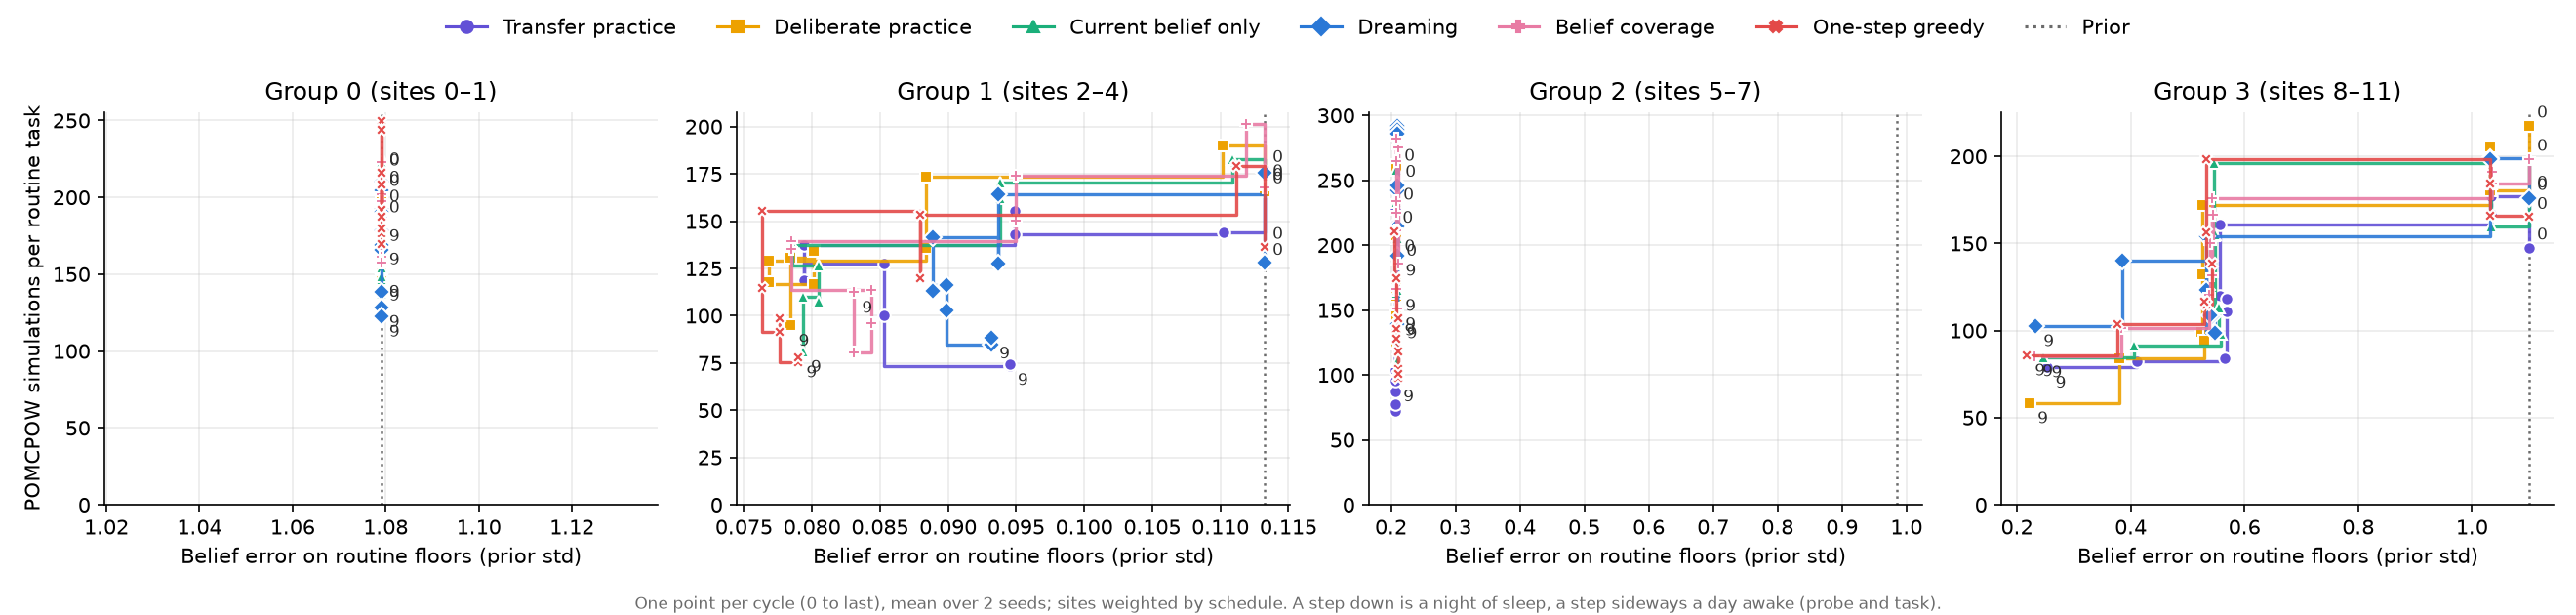 Transfer practice
Deliberate practice
Current belief only
Dreaming
Belief coverage
One-step greedy
Prior
Group 0 (sites 0–1)
Group 1 (sites 2–4)
Group 2 (sites 5–7)
Group 3 (sites 8–11)
POMCPOW simulations per routine task
250
200
150
100
50
0
1.02 1.04 1.06 1.08 1.10 1.12
Belief error on routine floors (prior std)
200
175
150
125
100
75
50
25
0
0.075 0.080 0.085 0.090 0.095 0.100 0.105 0.110 0.115
Belief error on routine floors (prior std)
300
250
200
150
100
50
0
0.2 0.3 0.4 0.5 0.6 0.7 0.8 0.9 1.0
Belief error on routine floors (prior std)
200
150
100
50
0
0.2 0.4 0.6 0.8 1.0
Belief error on routine floors (prior std)
One point per cycle (0 to last), mean over 2 seeds; sites weighted by schedule. A step down is a night of sleep, a step sideways a day awake (probe and task).